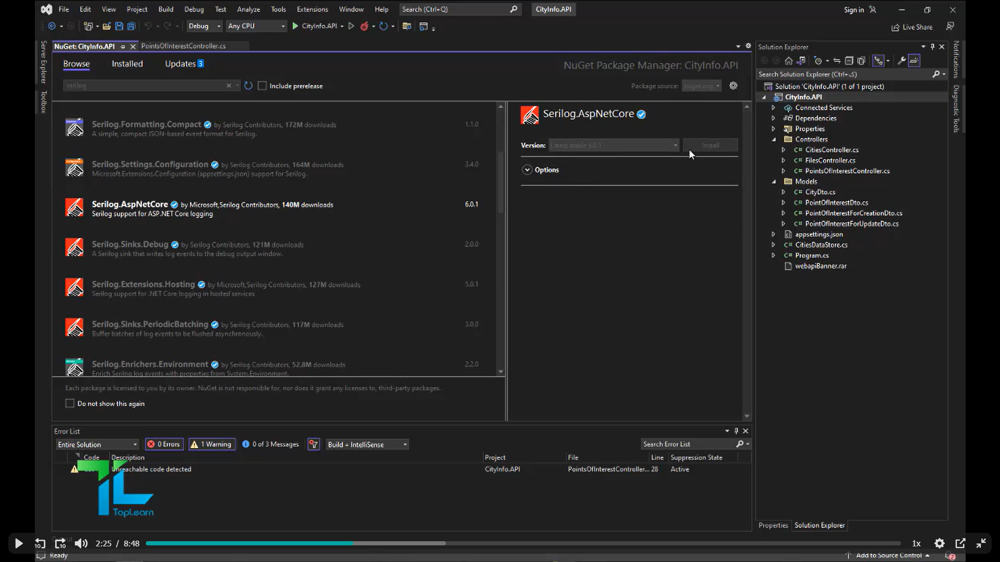 File Edit View Project Build Debug Test Analyze Tools Extensions Window Help Search (Ctrl+Q) CityInfo.API Sign in
Debug Any CPU CityInfo.API Live Share
Server Explorer
Toolbox
NuGet: CityInfo.API PointsOfInterestController.cs
Browse Installed Updates 3 NuGet Package Manager: CityInfo.API
serilog Include prerelease Package source: nuget.org
Serilog.Formatting.Compact by Serilog Contributors, 172M downloads 1.1.0
A simple, compact JSON-based event format for Serilog.
Serilog.Settings.Configuration by Serilog Contributors, 164M downloads 3.4.0
Microsoft.Extensions.Configuration (appsettings.json) support for Serilog.
Serilog.AspNetCore by Microsoft,Serilog Contributors, 140M downloads 6.0.1
Serilog support for ASP.NET Core logging
Serilog.Sinks.Debug by Serilog Contributors, 121M downloads 2.0.0
A Serilog sink that writes log events to the debug output window.
Serilog.Extensions.Hosting by Microsoft,Serilog Contributors, 127M downloads 5.0.1
Serilog support for .NET Core logging in hosted services
Serilog.Sinks.PeriodicBatching by Serilog Contributors, 117M downloads 3.0.0
Buffer batches of log events to be flushed asynchronously.
Serilog.Enrichers.Environment by Serilog Contributors, 52.8M downloads 2.2.0
Enrich Serilog log events with properties from System.Environment.
Each package is licensed to you by its owner. NuGet is not responsible for, nor does it grant any licenses to, third-party packages.
Do not show this again
Serilog.AspNetCore
Version: Latest stable 6.0.1 Install
Options
Solution Explorer
Search Solution Explorer (Ctrl+ک)
Solution 'CityInfo.API' (1 of 1 project)
CityInfo.API
Connected Services
Dependencies
Properties
Controllers
C# CitiesController.cs
C# FilesController.cs
C# PointsOfInterestController.cs
Models
C# CityDto.cs
C# PointOfInterestDto.cs
C# PointOfInterestForCreationDto.cs
C# PointOfInterestForUpdateDto.cs
appsettings.json
C# CitiesDataStore.cs
C# Program.cs
webapiBanner.rar
Properties Solution Explorer
Notifications
Diagnostic Tools
Error List
Entire Solution 0 Errors 1 Warning 0 of 3 Messages Build + IntelliSense Search Error List
Code Description Project File Line Suppression State
Unreachable code detected CityInfo.API PointsOfInterestController... 28 Active
TopLearn
Output
10 10 2:25 / 8:48 1x
Ready Add to Source Control 2